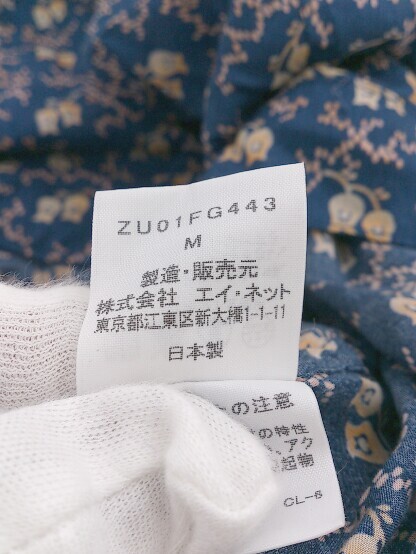 ZU01FG443
M
製造・販売元
株式会社 エイ・ネット
東京都江東区新大橋1-1-11
日本製
の注意
の特性
、アク
起物
CL-6